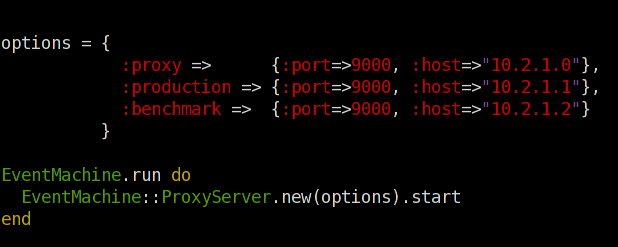 options = {
:proxy => {:port=>9000, :host=>"10.2.1.0"},
:production => {:port=>9000, :host=>"10.2.1.1"},
:benchmark => {:port=>9000, :host=>"10.2.1.2"}
}
EventMachine.run do
EventMachine::ProxyServer.new(options).start
end